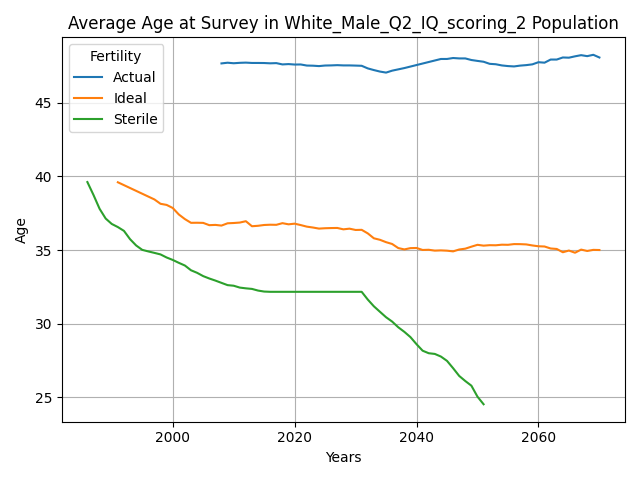 Average Age at Survey in White_Male_Q2_IQ_scoring_2 Population
Fertility
Actual
Ideal
Sterile
Age
45
40
35
30
25
2000 2020 2040 2060
Years